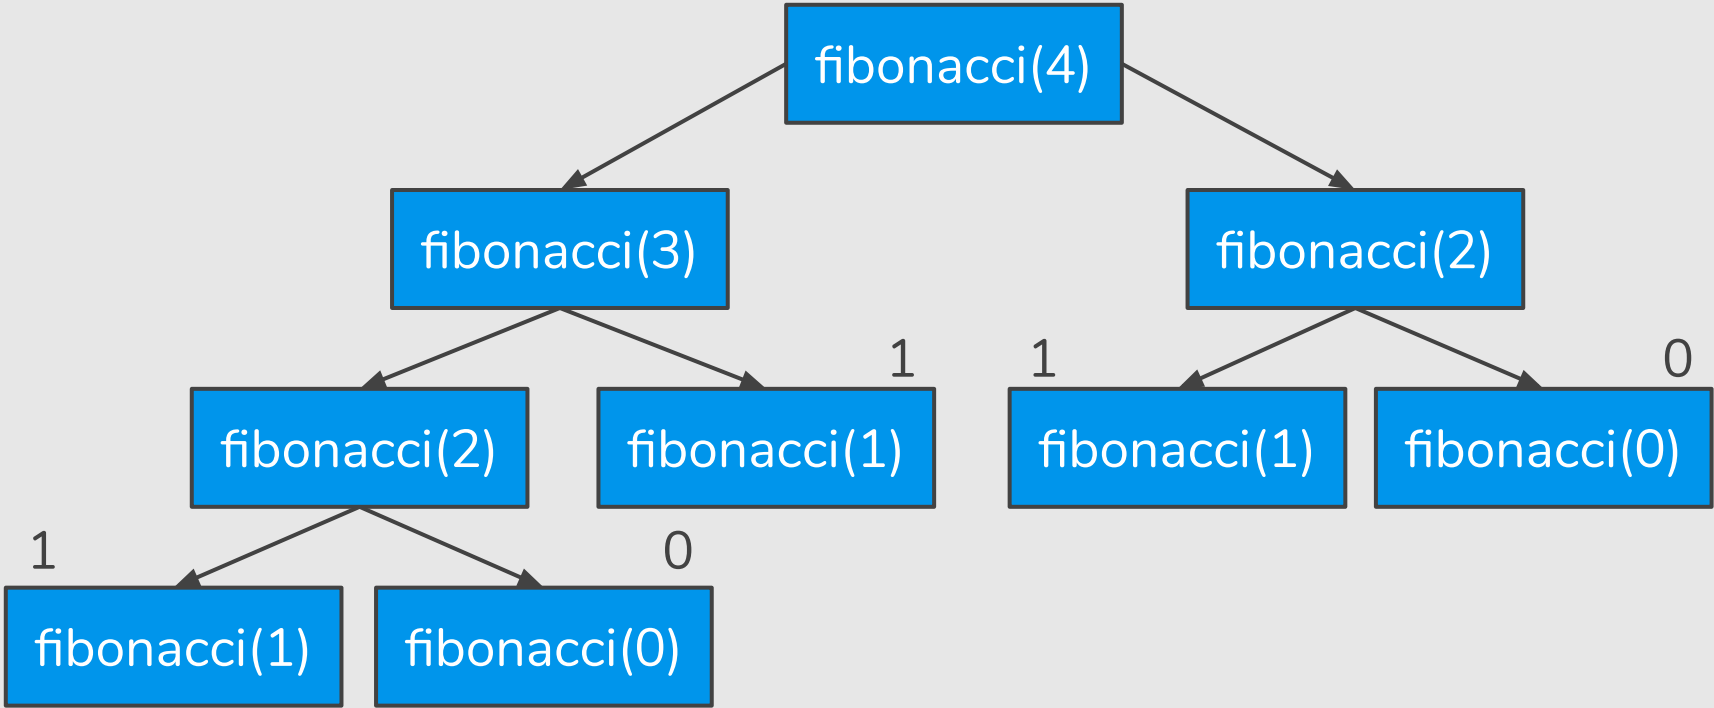 fibonacci(4)
fibonacci(3)
fibonacci(2)
1
1
0
fibonacci(2)
fibonacci(1)
fibonacci(1)
fibonacci(0)
1
0
fibonacci(1)
fibonacci(0)